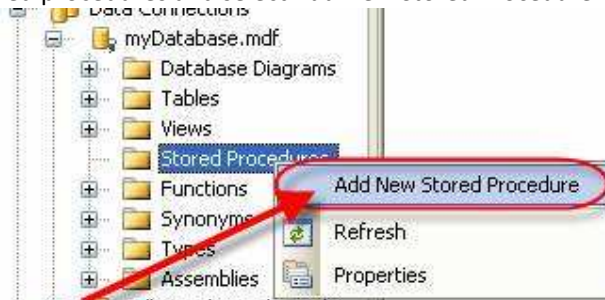 Data Connections
myDatabase.mdf
Database Diagrams
Tables
Views
Stored Procedures
Functions
Add New Stored Procedure
Synonyms
Refresh
Types
Assemblies
Properties